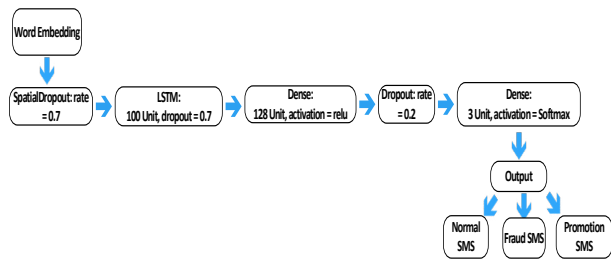 Word Embedding
SpatialDropout: rate
= 0.7
LSTM:
100 Unit, dropout = 0.7
Dense:
128 Unit, activation = relu
Dropout: rate
= 0.2
Dense:
3 Unit, activation = Softmax
Output
Normal
SMS
Fraud SMS
Promotion
SMS